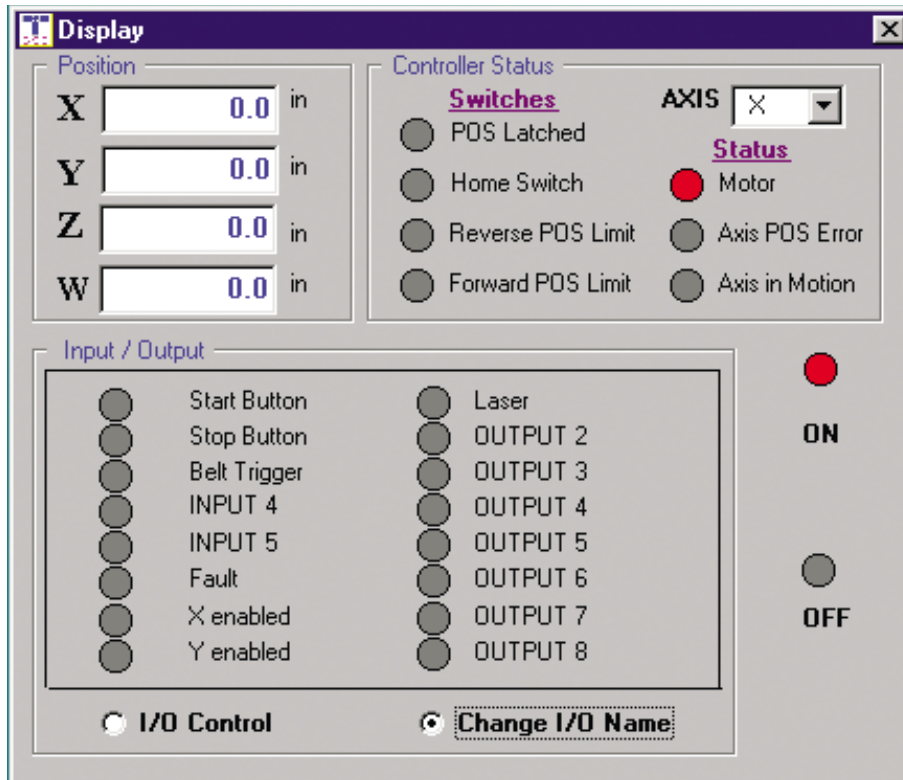 Display
Position
X 0.0 in
Y 0.0 in
Z 0.0 in
W 0.0 in
Controller Status
Switches
POS Latched
Home Switch
Reverse POS Limit
Forward POS Limit
AXIS X
Status
Motor
Axis POS Error
Axis in Motion
Input / Output
Start Button
Stop Button
Belt Trigger
INPUT 4
INPUT 5
Fault
X enabled
Y enabled
Laser
OUTPUT 2
OUTPUT 3
OUTPUT 4
OUTPUT 5
OUTPUT 6
OUTPUT 7
OUTPUT 8
I/O Control
Change I/O Name
ON
OFF